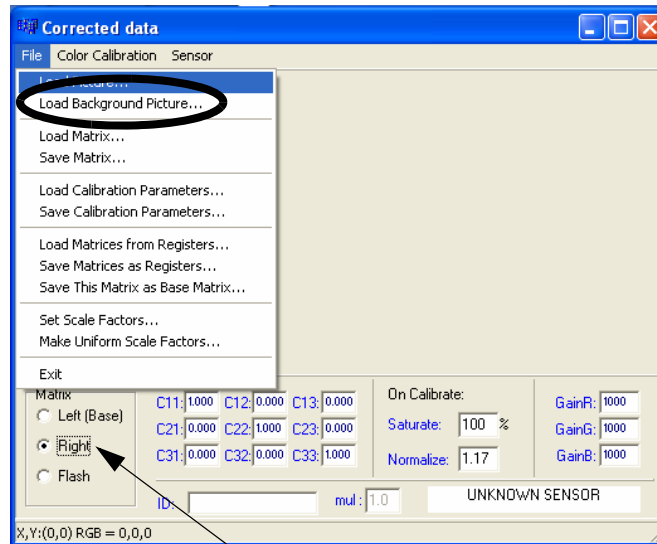 Corrected data
File Color Calibration Sensor
Load Picture...
Load Background Picture...
Load Matrix...
Save Matrix...
Load Calibration Parameters...
Save Calibration Parameters...
Load Matrices from Registers...
Save Matrices as Registers...
Save This Matrix as Base Matrix...
Set Scale Factors...
Make Uniform Scale Factors...
Exit
Matrix
Left (Base)
Right
Flash
C11: 1.000 C12: 0.000 C13: 0.000
C21: 0.000 C22: 1.000 C23: 0.000
C31: 0.000 C32: 0.000 C33: 1.000
ID: mul : 1.0
On Calibrate:
Saturate: 100 %
Normalize: 1.17
GainR: 1000
GainG: 1000
GainB: 1000
UNKNOWN SENSOR
X,Y:(0,0) RGB = 0,0,0